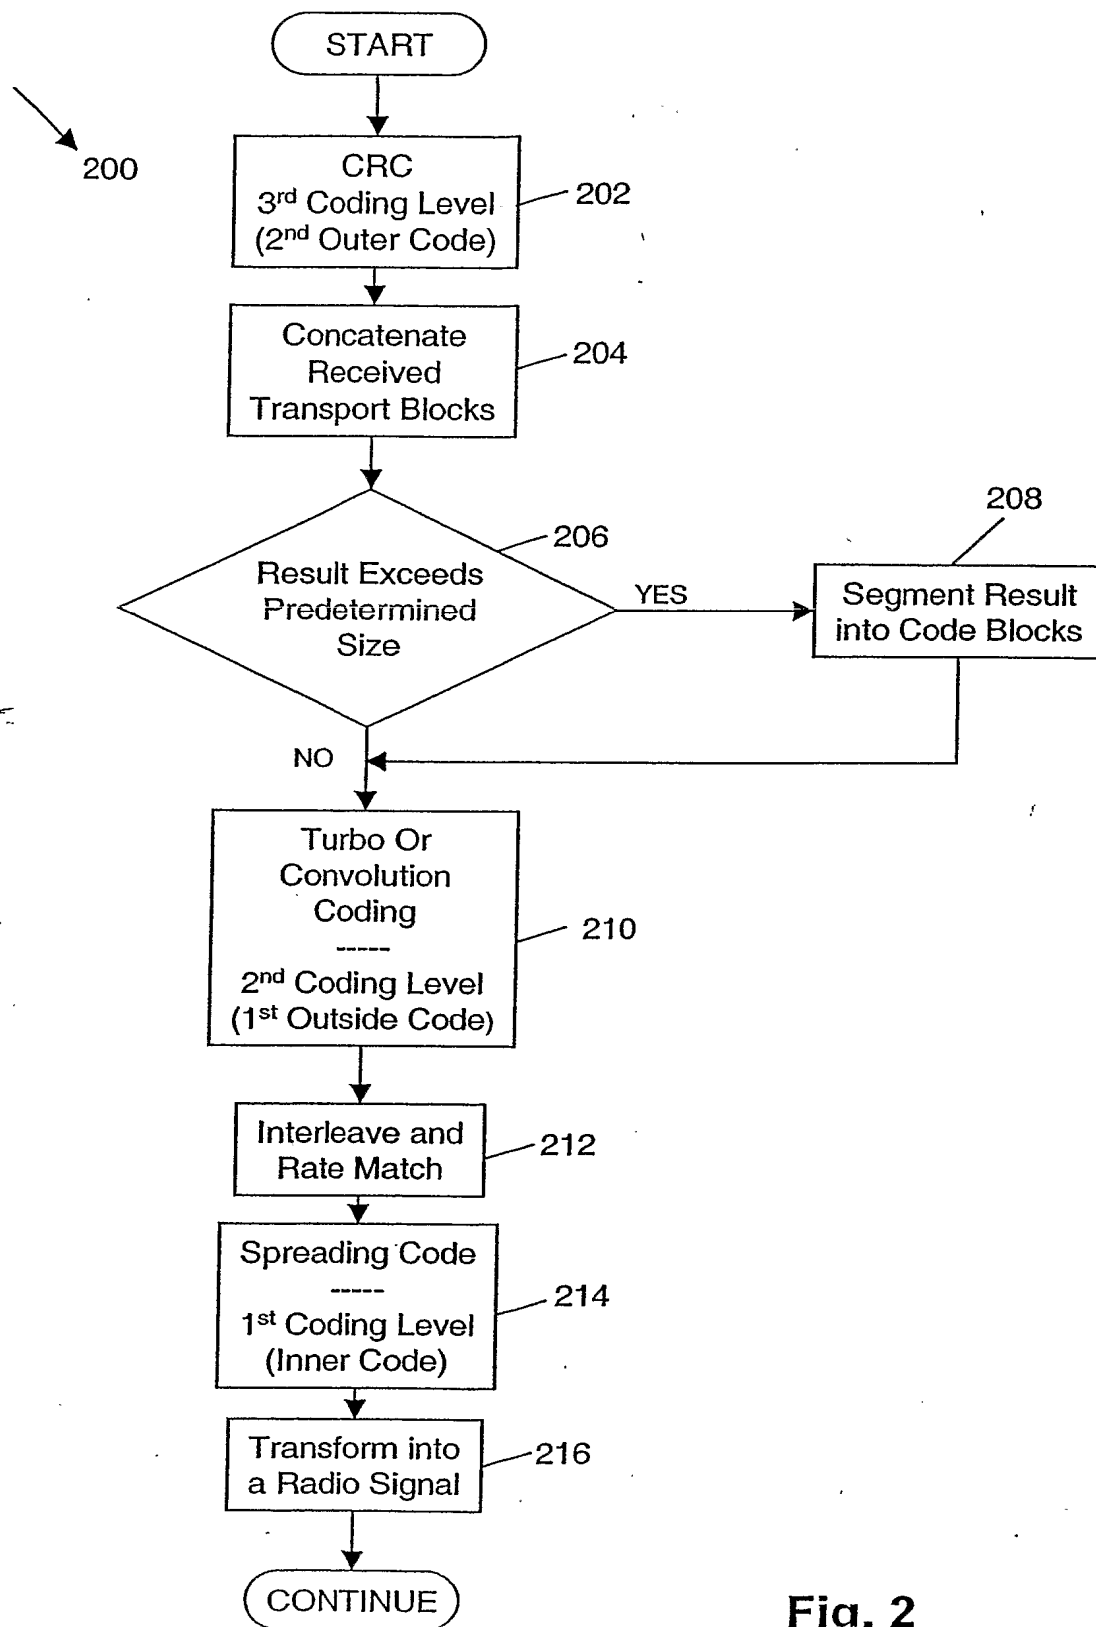 START
200
CRC
3rd Coding Level
(2nd Outer Code)
202
Concatenate
Received
Transport Blocks
204
206
Result Exceeds
Predetermined
Size
YES
208
Segment Result
into Code Blocks
NO
Turbo Or
Convolution
Coding
-----
2nd Coding Level
(1st Outside Code)
210
Interleave and
Rate Match
212
Spreading Code
-----
1st Coding Level
(Inner Code)
214
Transform into
a Radio Signal
216
CONTINUE
Fig. 2